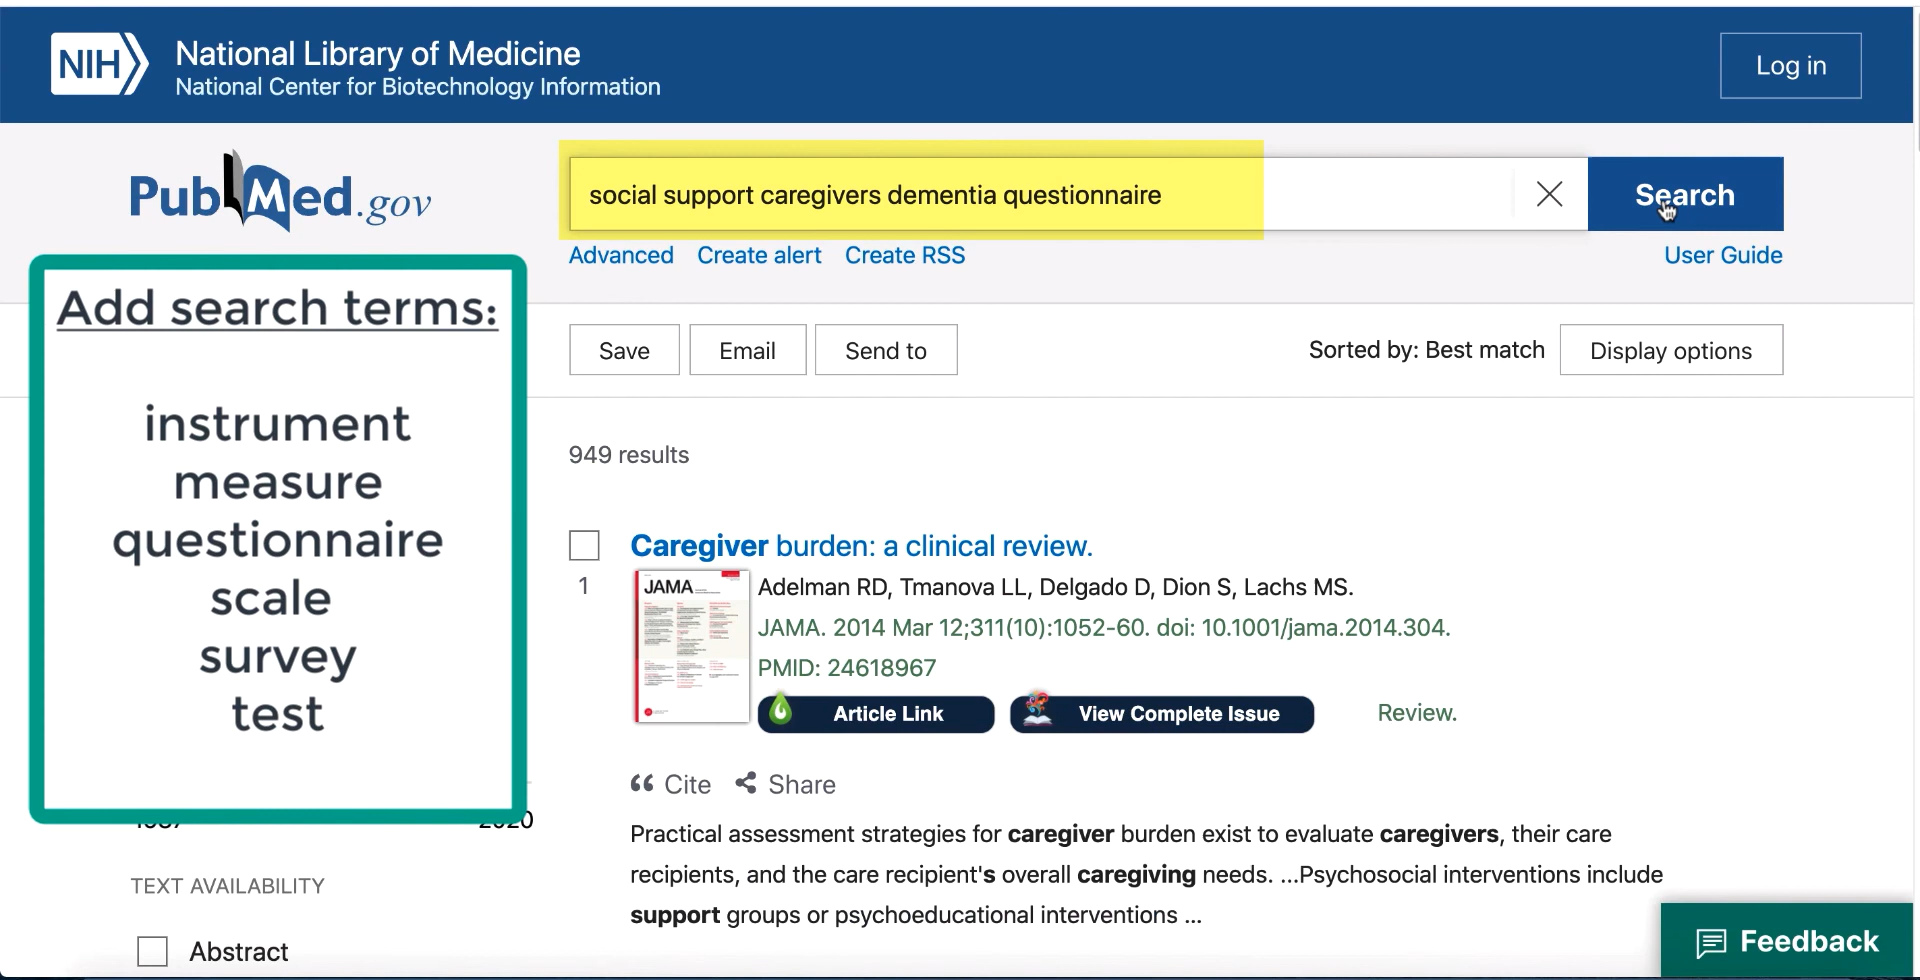 NIH
National Library of Medicine
National Center for Biotechnology Information
Log in
PubMed.gov
social support caregivers dementia questionnaire
Search
Advanced Create alert Create RSS
User Guide
Add search terms:
instrument
measure
questionnaire
scale
survey
test
Save Email Send to
Sorted by: Best match Display options
949 results
1
Caregiver burden: a clinical review.
JAMA
Adelman RD, Tmanova LL, Delgado D, Dion S, Lachs MS.
JAMA. 2014 Mar 12;311(10):1052-60. doi: 10.1001/jama.2014.304.
PMID: 24618967
Article Link View Complete Issue Review.
Cite Share
Practical assessment strategies for caregiver burden exist to evaluate caregivers, their care
recipients, and the care recipient's overall caregiving needs. ...Psychosocial interventions include
support groups or psychoeducational interventions ...
2020
TEXT AVAILABILITY
Abstract
Feedback